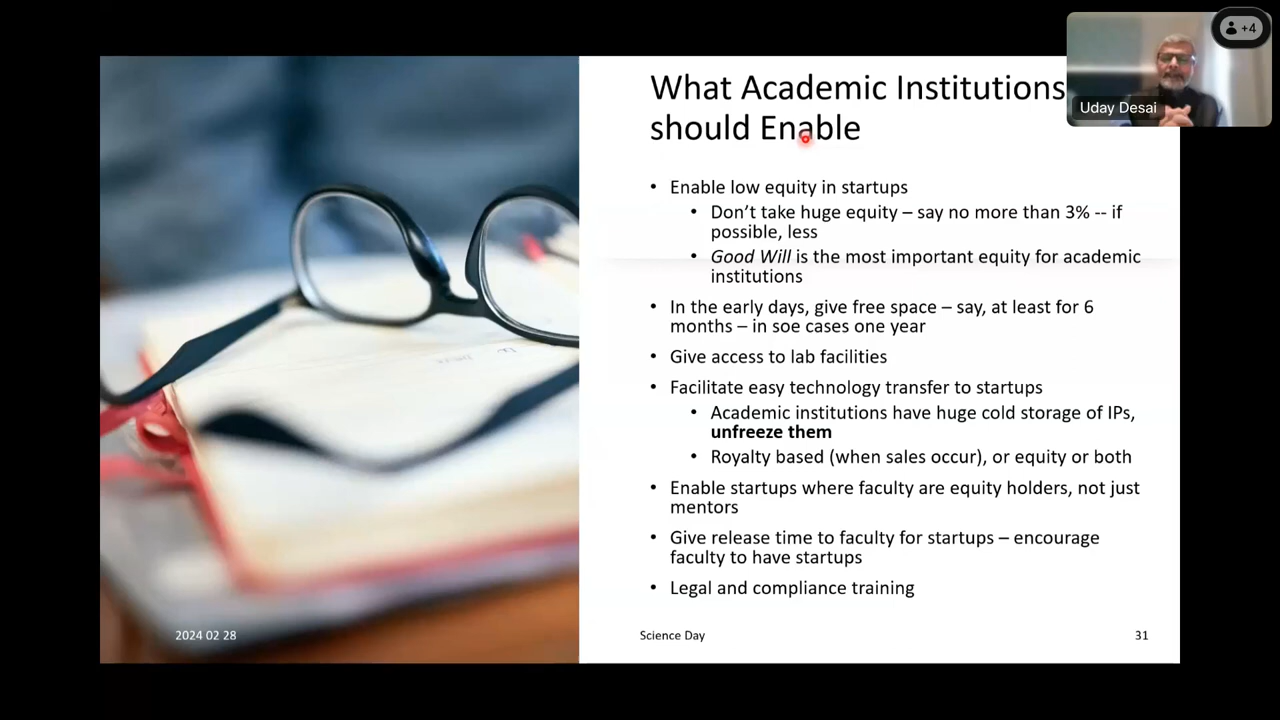 +4
Uday Desai
What Academic Institutions
should Enable
• Enable low equity in startups
• Don't take huge equity – say no more than 3% -- if
possible, less
• Good Will is the most important equity for academic
institutions
• In the early days, give free space – say, at least for 6
months – in soe cases one year
• Give access to lab facilities
• Facilitate easy technology transfer to startups
• Academic institutions have huge cold storage of IPs,
unfreeze them
• Royalty based (when sales occur), or equity or both
• Enable startups where faculty are equity holders, not just
mentors
• Give release time to faculty for startups – encourage
faculty to have startups
• Legal and compliance training
2024 02 28
Science Day
31